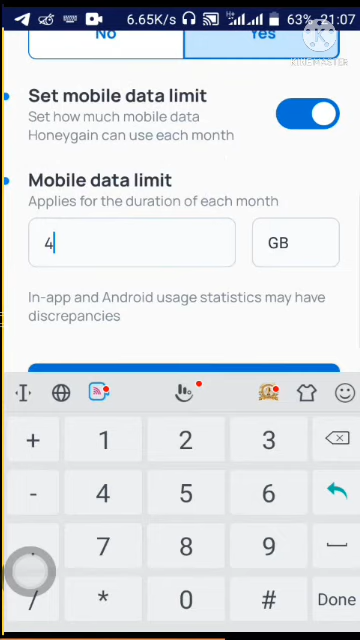 6.65K/s 63% 21:07
No Yes
KINEMASTER
Set mobile data limit
Set how much mobile data
Honeygain can use each month
Mobile data limit
Applies for the duration of each month
4 GB
In-app and Android usage statistics may have
discrepancies
+ 1 2 3
- 4 5 6
. 7 8 9
/ * 0 # Done